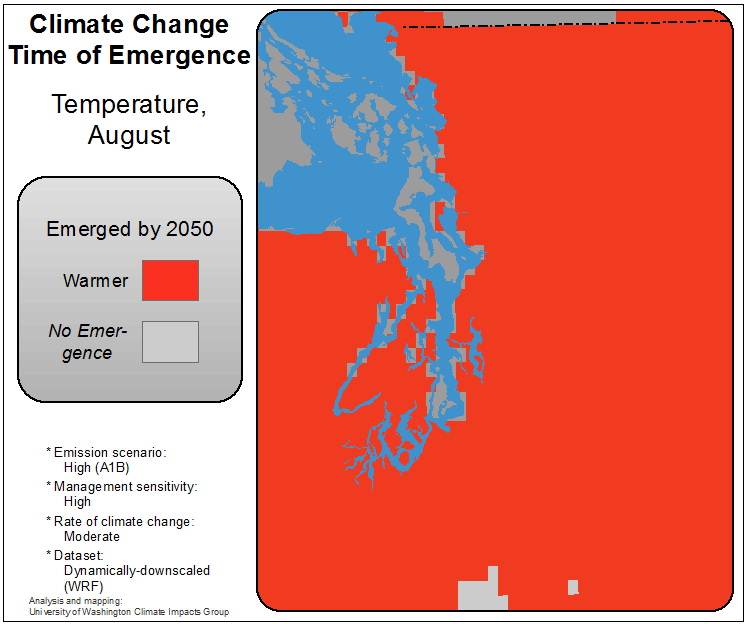 Climate Change
Time of Emergence
Temperature,
August
Emerged by 2050
Warmer
No Emer-
gence
* Emission scenario:
High (A1B)
* Management sensitivity:
High
* Rate of climate change:
Moderate
* Dataset:
Dynamically-downscaled
(WRF)
Analysis and mapping:
University of Washington Climate Impacts Group